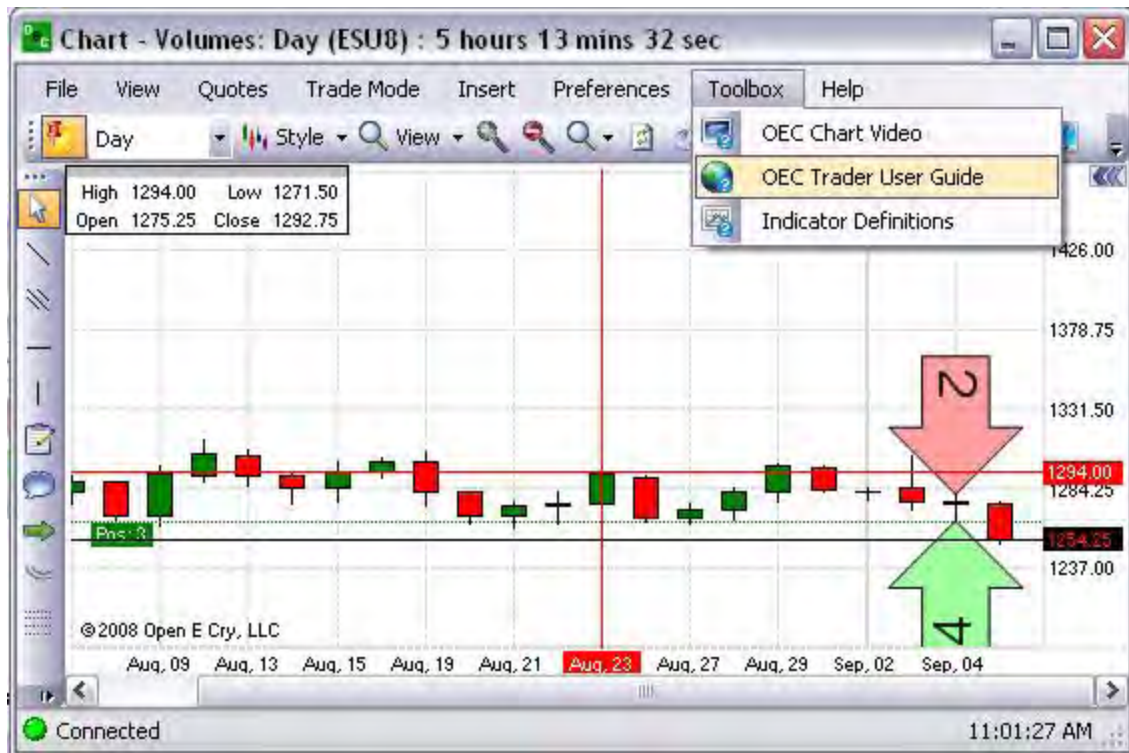 Chart - Volumes: Day (ESU8) : 5 hours 13 mins 32 sec
File View Quotes Trade Mode Insert Preferences Toolbox Help
Day Style View
OEC Chart Video
OEC Trader User Guide
Indicator Definitions
High 1294.00 Low 1271.50
Open 1275.25 Close 1292.75
1426.00
1378.75
2
1331.50
1294.00
1284.25
Pos: 3
1254.25
1237.00
4
©2008 Open E Cry, LLC
Aug, 09 Aug, 13 Aug, 15 Aug, 19 Aug, 21 Aug, 23 Aug, 27 Aug, 29 Sep, 02 Sep, 04
Connected 11:01:27 AM